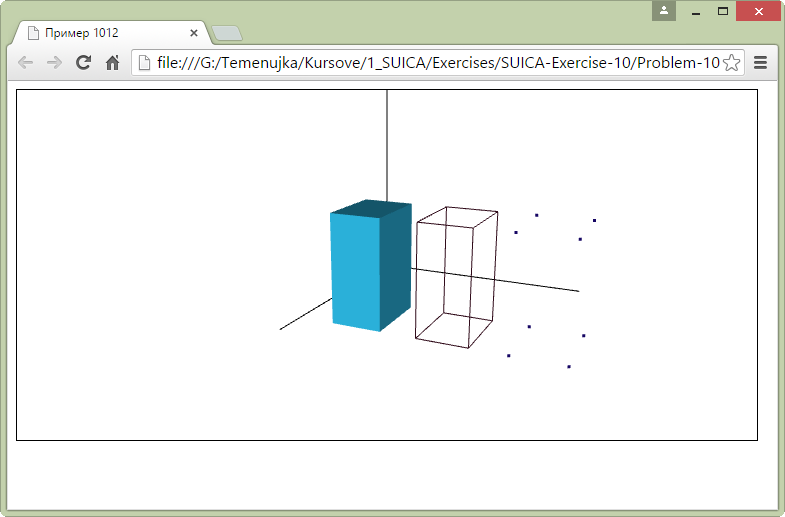 Пример 1012
file:///G:/Temenujka/Kursove/1_SUICA/Exercises/SUICA-Exercise-10/Problem-10